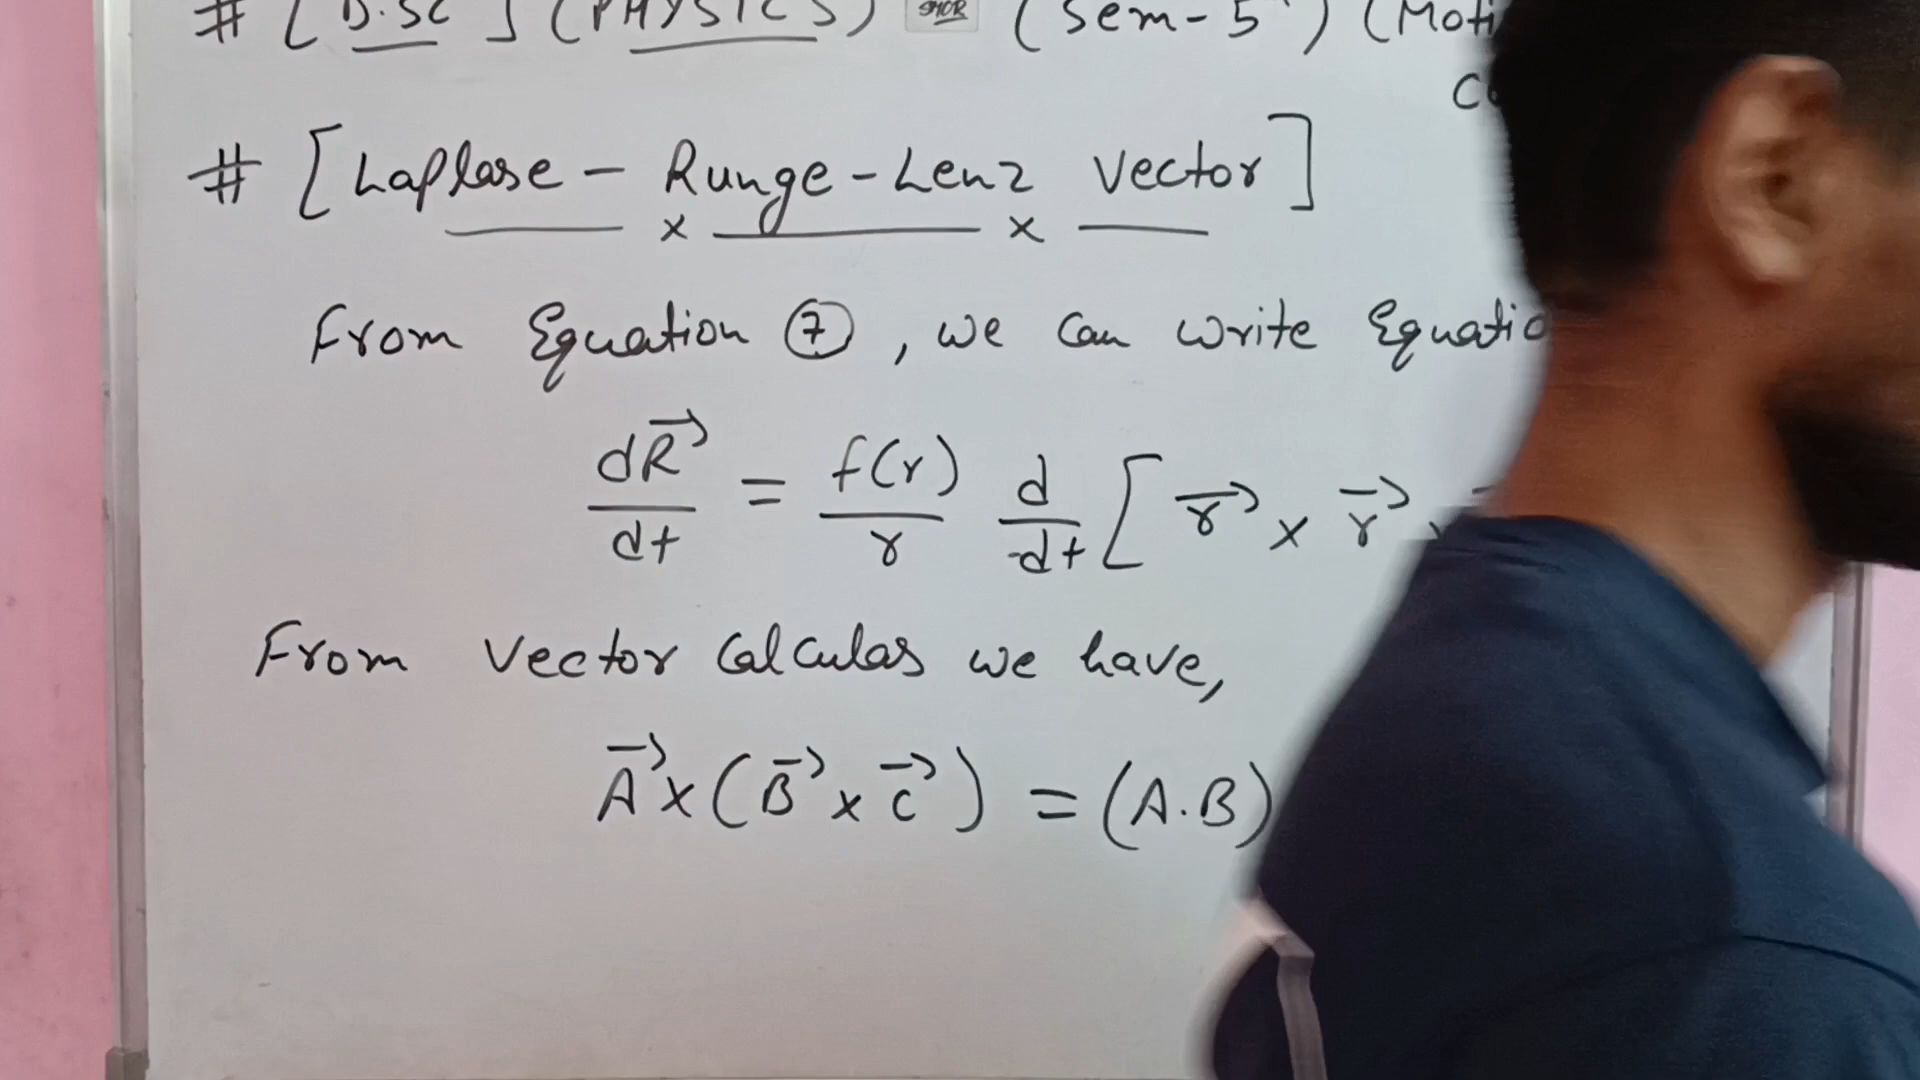 # [B.SC] (PHYSICS) (Sem-5) (Moti
# [Laplase - Runge-Lenz Vector]
x x
From Equation ⑦, we can write Equatio
dR⃗/dt = f(r)/r d/dt [r⃗ × r⃗ ×
From Vector Calculas we have,
A⃗×(B⃗×C⃗) = (A.B)